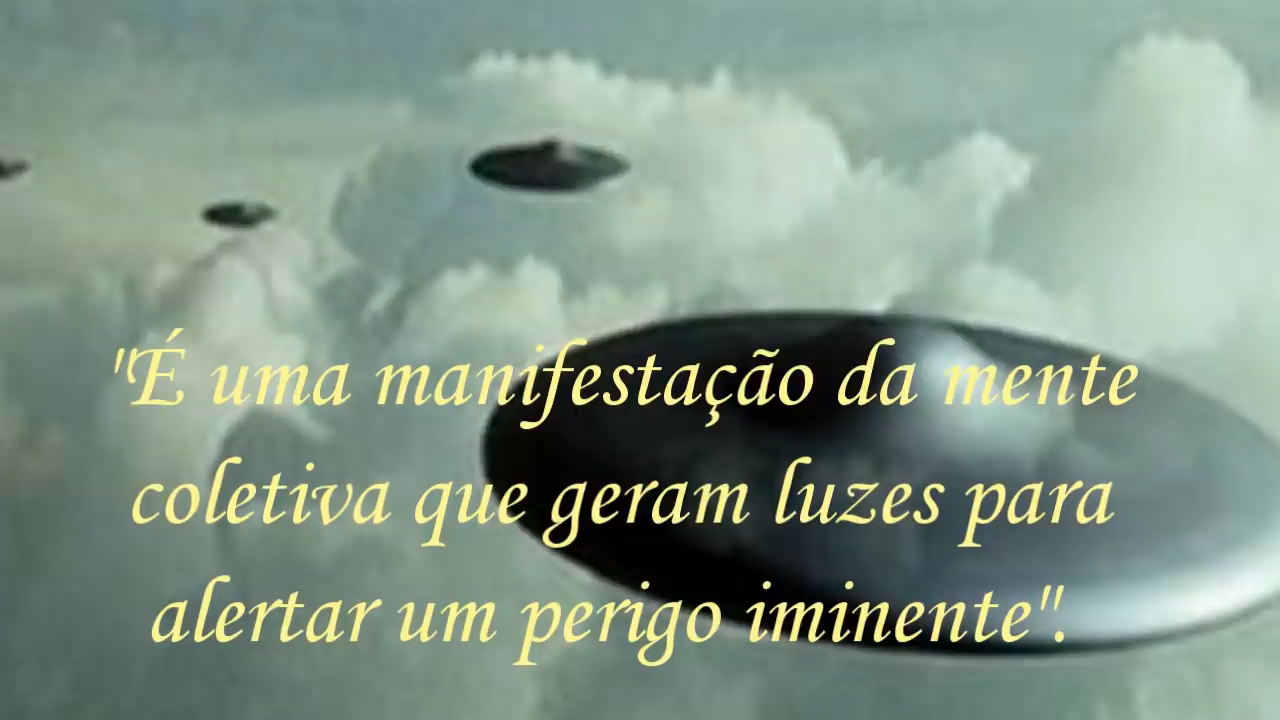 "É uma manifestação da mente
coletiva que geram luzes para
alertar um perigo iminente".